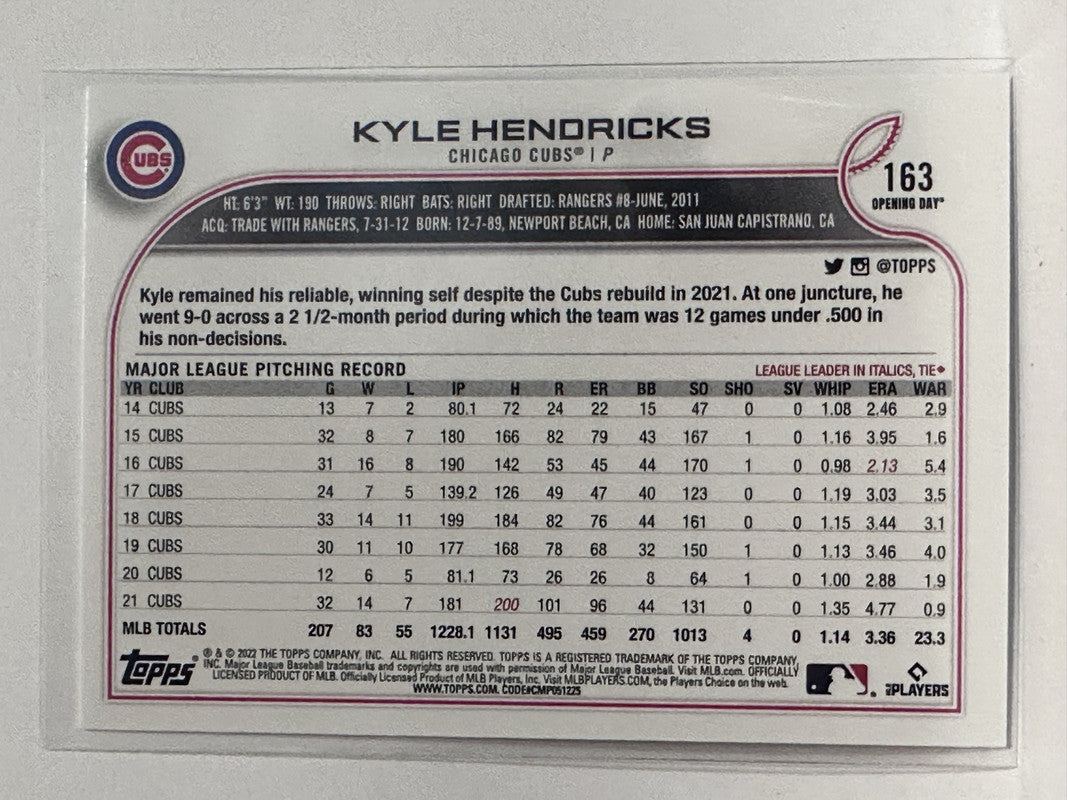 CUBS
KYLE HENDRICKS
CHICAGO CUBS® | P
163
OPENING DAY®
HT: 6'3" WT: 190 THROWS: RIGHT BATS: RIGHT DRAFTED: RANGERS #8-JUNE, 2011
ACQ: TRADE WITH RANGERS, 7-31-12 BORN: 12-7-89, NEWPORT BEACH, CA HOME: SAN JUAN CAPISTRANO, CA
@TOPPS
Kyle remained his reliable, winning self despite the Cubs rebuild in 2021. At one juncture, he
went 9-0 across a 2 1/2-month period during which the team was 12 games under .500 in
his non-decisions.
MAJOR LEAGUE PITCHING RECORD LEAGUE LEADER IN ITALICS, TIE◆
YR CLUB G W L IP H R ER BB SO SHO SV WHIP ERA WAR
14 CUBS 13 7 2 80.1 72 24 22 15 47 0 0 1.08 2.46 2.9
15 CUBS 32 8 7 180 166 82 79 43 167 1 0 1.16 3.95 1.6
16 CUBS 31 16 8 190 142 53 45 44 170 1 0 0.98 2.13 5.4
17 CUBS 24 7 5 139.2 126 49 47 40 123 0 0 1.19 3.03 3.5
18 CUBS 33 14 11 199 184 82 76 44 161 0 0 1.15 3.44 3.1
19 CUBS 30 11 10 177 168 78 68 32 150 1 0 1.13 3.46 4.0
20 CUBS 12 6 5 81.1 73 26 26 8 64 1 0 1.00 2.88 1.9
21 CUBS 32 14 7 181 200 101 96 44 131 0 0 1.35 4.77 0.9
MLB TOTALS 207 83 55 1228.1 1131 495 459 270 1013 4 0 1.14 3.36 23.3
topps
® & © 2022 THE TOPPS COMPANY, INC. ALL RIGHTS RESERVED. TOPPS IS A REGISTERED TRADEMARK OF THE TOPPS COMPANY,
INC. Major League Baseball trademarks and copyrights are used with permission of Major League Baseball. Visit MLB.com. OFFICIALLY
LICENSED PRODUCT OF MLB. Officially Licensed Product of MLB Players, Inc. Visit MLBPLAYERS.COM, the Players Choice on the web.
WWW.TOPPS.COM. CODE#CMP051225
PLAYERS